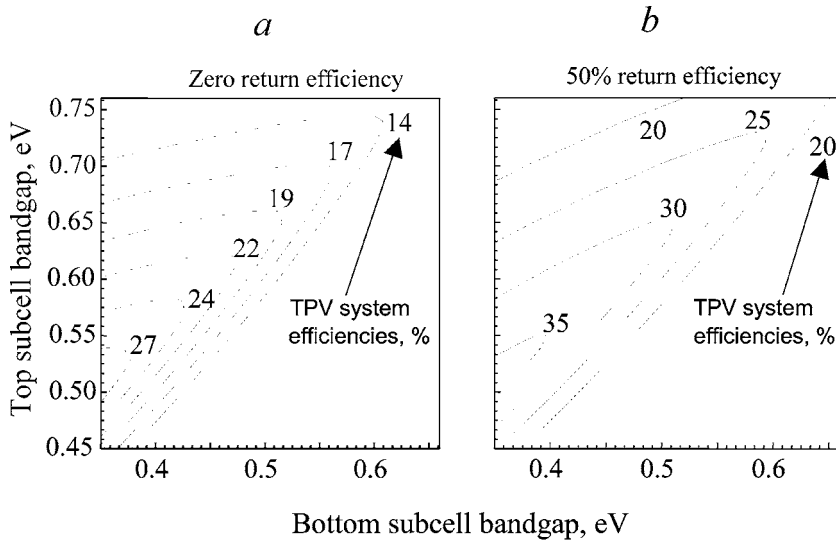 a
b
Zero return efficiency
50% return efficiency
Top subcell bandgap, eV
0.75
0.70
0.65
0.60
0.55
0.50
0.45
14
17
19
22
24
27
TPV system
efficiencies, %
0.4
0.5
0.6
20
25
20
30
35
TPV system
efficiencies, %
0.4
0.5
0.6
Bottom subcell bandgap, eV